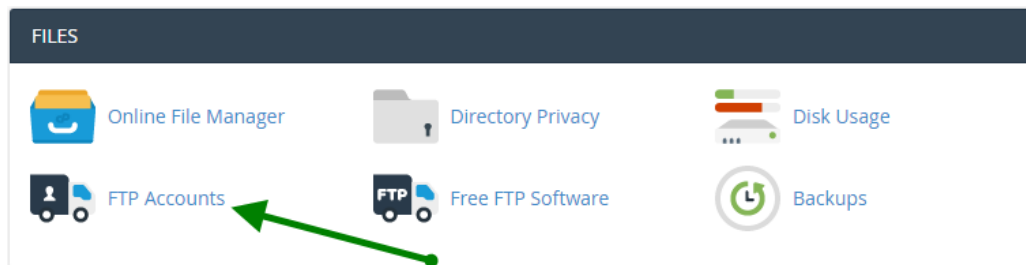 FILES
Online File Manager
Directory Privacy
Disk Usage
FTP Accounts
FTP
Free FTP Software
Backups